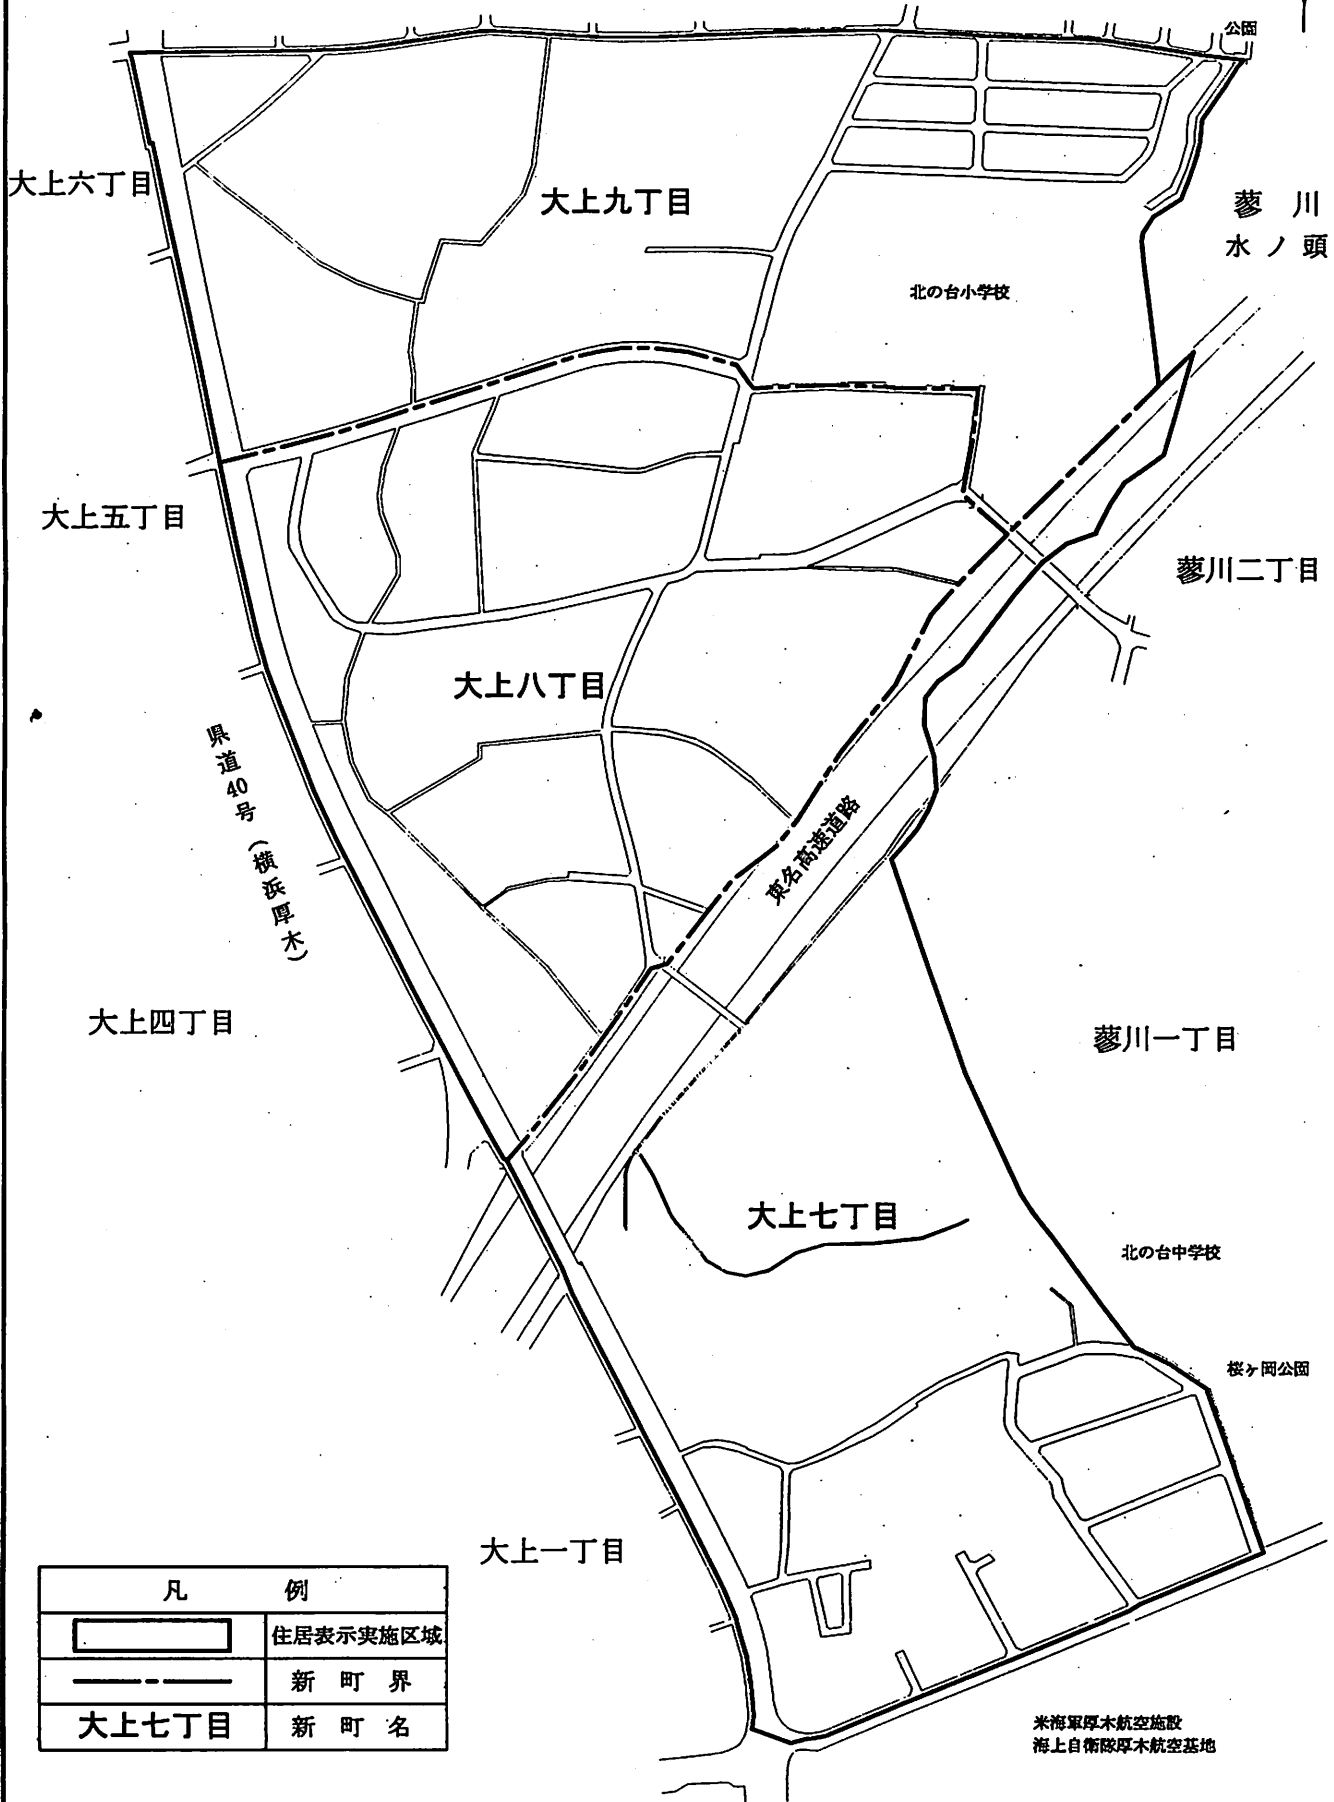 公園
大上六丁目
大上九丁目
蓼川
水ノ頭
北の台小学校
大上五丁目
蓼川二丁目
大上八丁目
県道40号(横浜厚木)
東名高速道路
大上四丁目
蓼川一丁目
大上七丁目
北の台中学校
桜ヶ岡公園
大上一丁目
凡例
住居表示実施区域
新町界
大上七丁目 新町名
米海軍厚木航空施設
海上自衛隊厚木航空基地